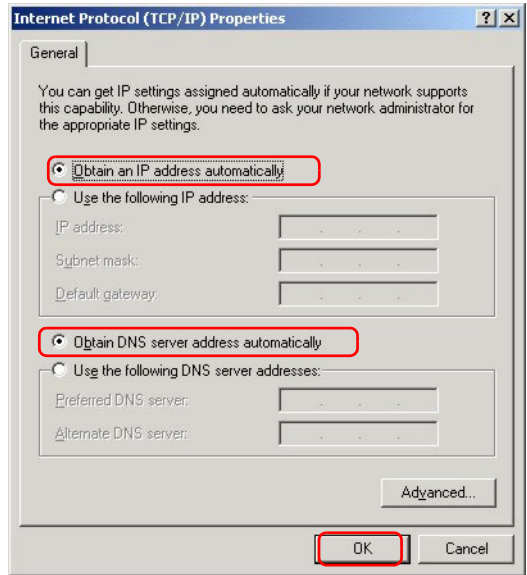 Internet Protocol (TCP/IP) Properties
General
You can get IP settings assigned automatically if your network supports
this capability. Otherwise, you need to ask your network administrator for
the appropriate IP settings.
Obtain an IP address automatically
Use the following IP address:
IP address:
Subnet mask:
Default gateway:
Obtain DNS server address automatically
Use the following DNS server addresses:
Preferred DNS server:
Alternate DNS server:
Advanced...
OK
Cancel